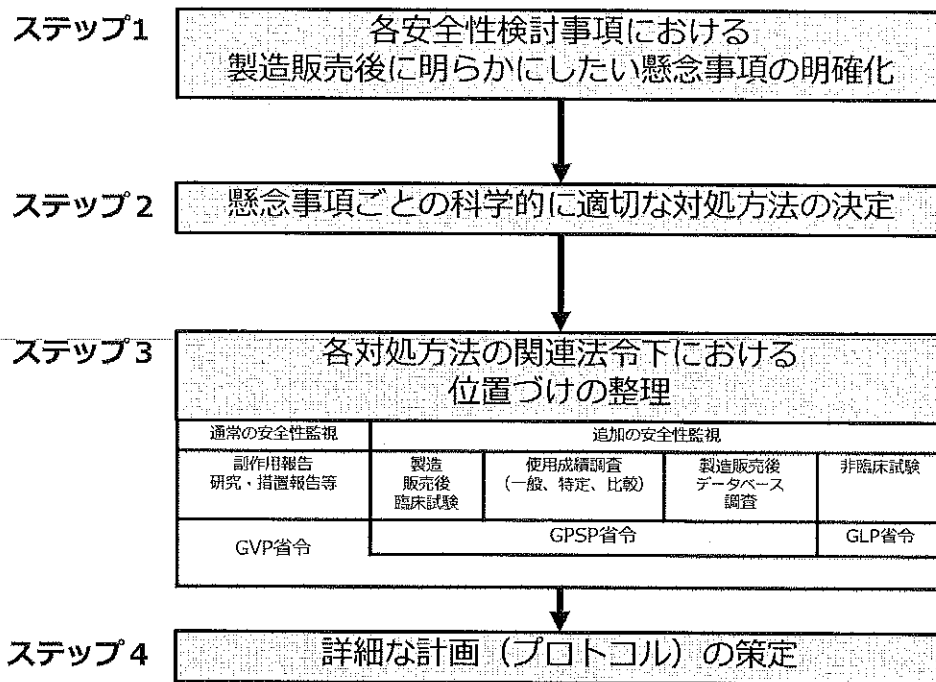 ステップ1
各安全性検討事項における
製造販売後に明らかにしたい懸念事項の明確化
ステップ２
懸念事項ごとの科学的に適切な対処方法の決定
ステップ３
各対処方法の関連法令下における
位置づけの整理
通常の安全性監視
追加の安全性監視
副作用報告
研究・措置報告等
製造
販売後
臨床試験
使用成績調査
（一般、特定、比較）
製造販売後
データベース
調査
非臨床試験
GVP省令
GPSP省令
GLP省令
ステップ４
詳細な計画（プロトコル）の策定